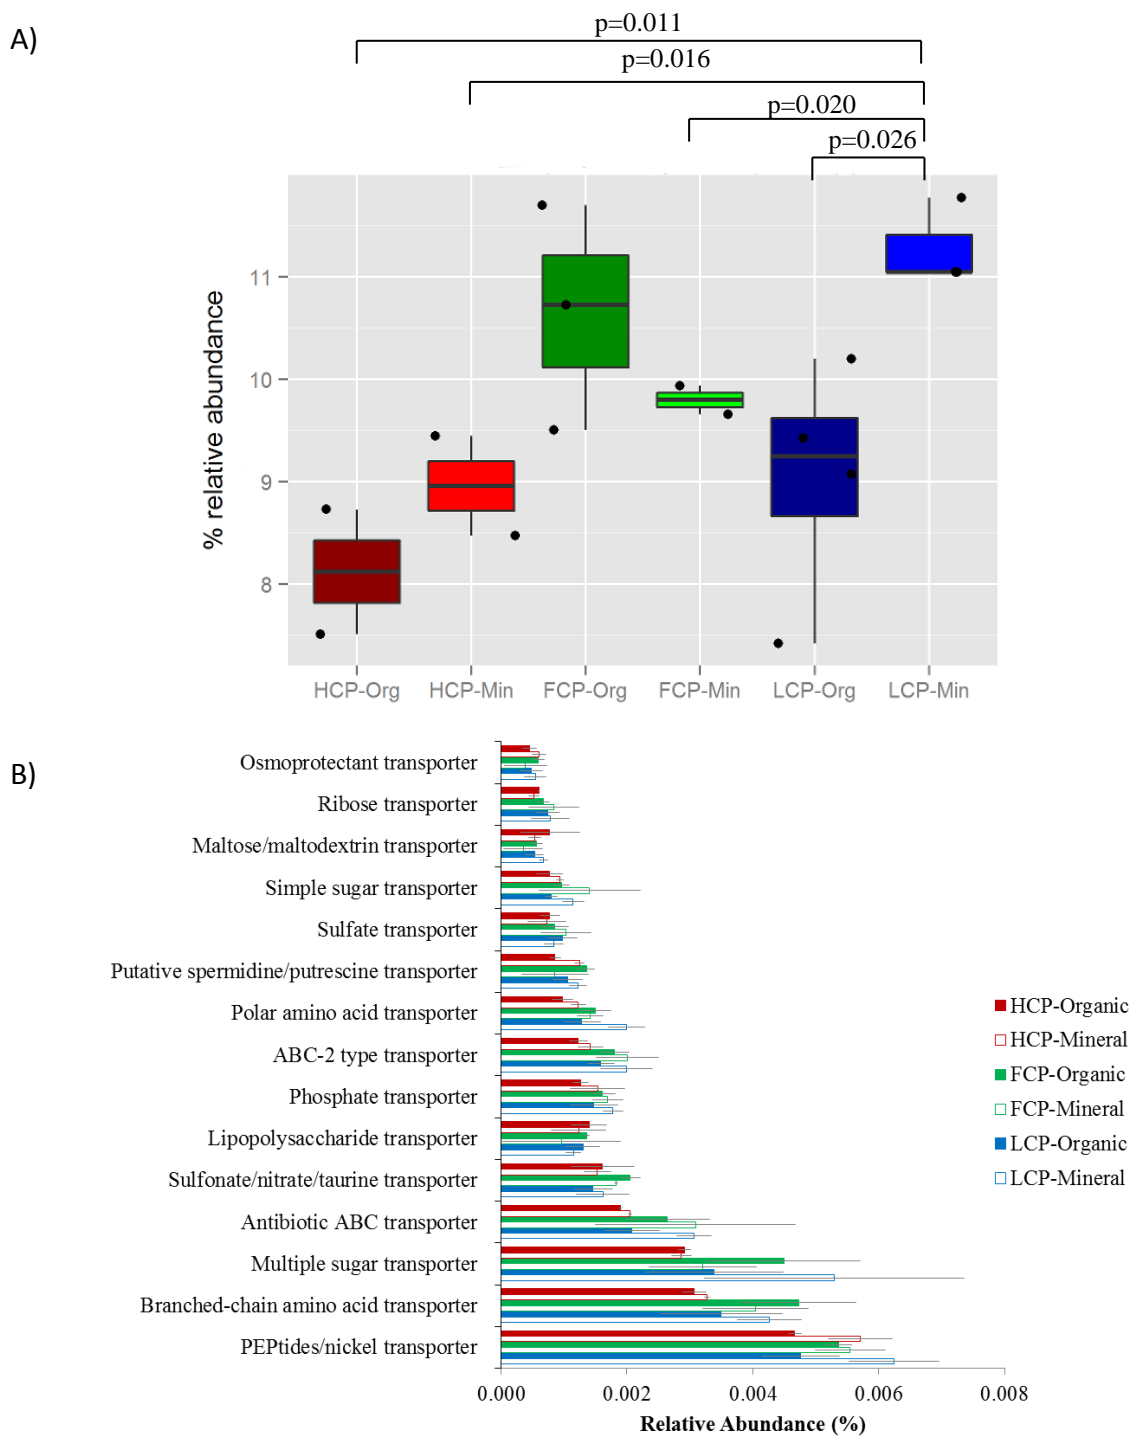 A)
p=0.011
p=0.016
p=0.020
p=0.026
% relative abundance
11
10
9
8
HCP-Org HCP-Min FCP-Org FCP-Min LCP-Org LCP-Min
B)
Osmoprotectant transporter
Ribose transporter
Maltose/maltodextrin transporter
Simple sugar transporter
Sulfate transporter
Putative spermidine/putrescine transporter
Polar amino acid transporter
ABC-2 type transporter
Phosphate transporter
Lipopolysaccharide transporter
Sulfonate/nitrate/taurine transporter
Antibiotic ABC transporter
Multiple sugar transporter
Branched-chain amino acid transporter
PEPtides/nickel transporter
HCP-Organic
HCP-Mineral
FCP-Organic
FCP-Mineral
LCP-Organic
LCP-Mineral
0.000 0.002 0.004 0.006 0.008
Relative Abundance (%)